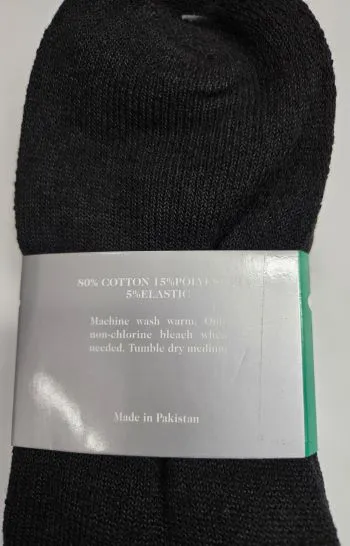 80% COTTON 15%POLYESTER
5%ELASTIC
Machine wash warm. Only
non-chlorine bleach when
needed. Tumble dry medium
Made in Pakistan